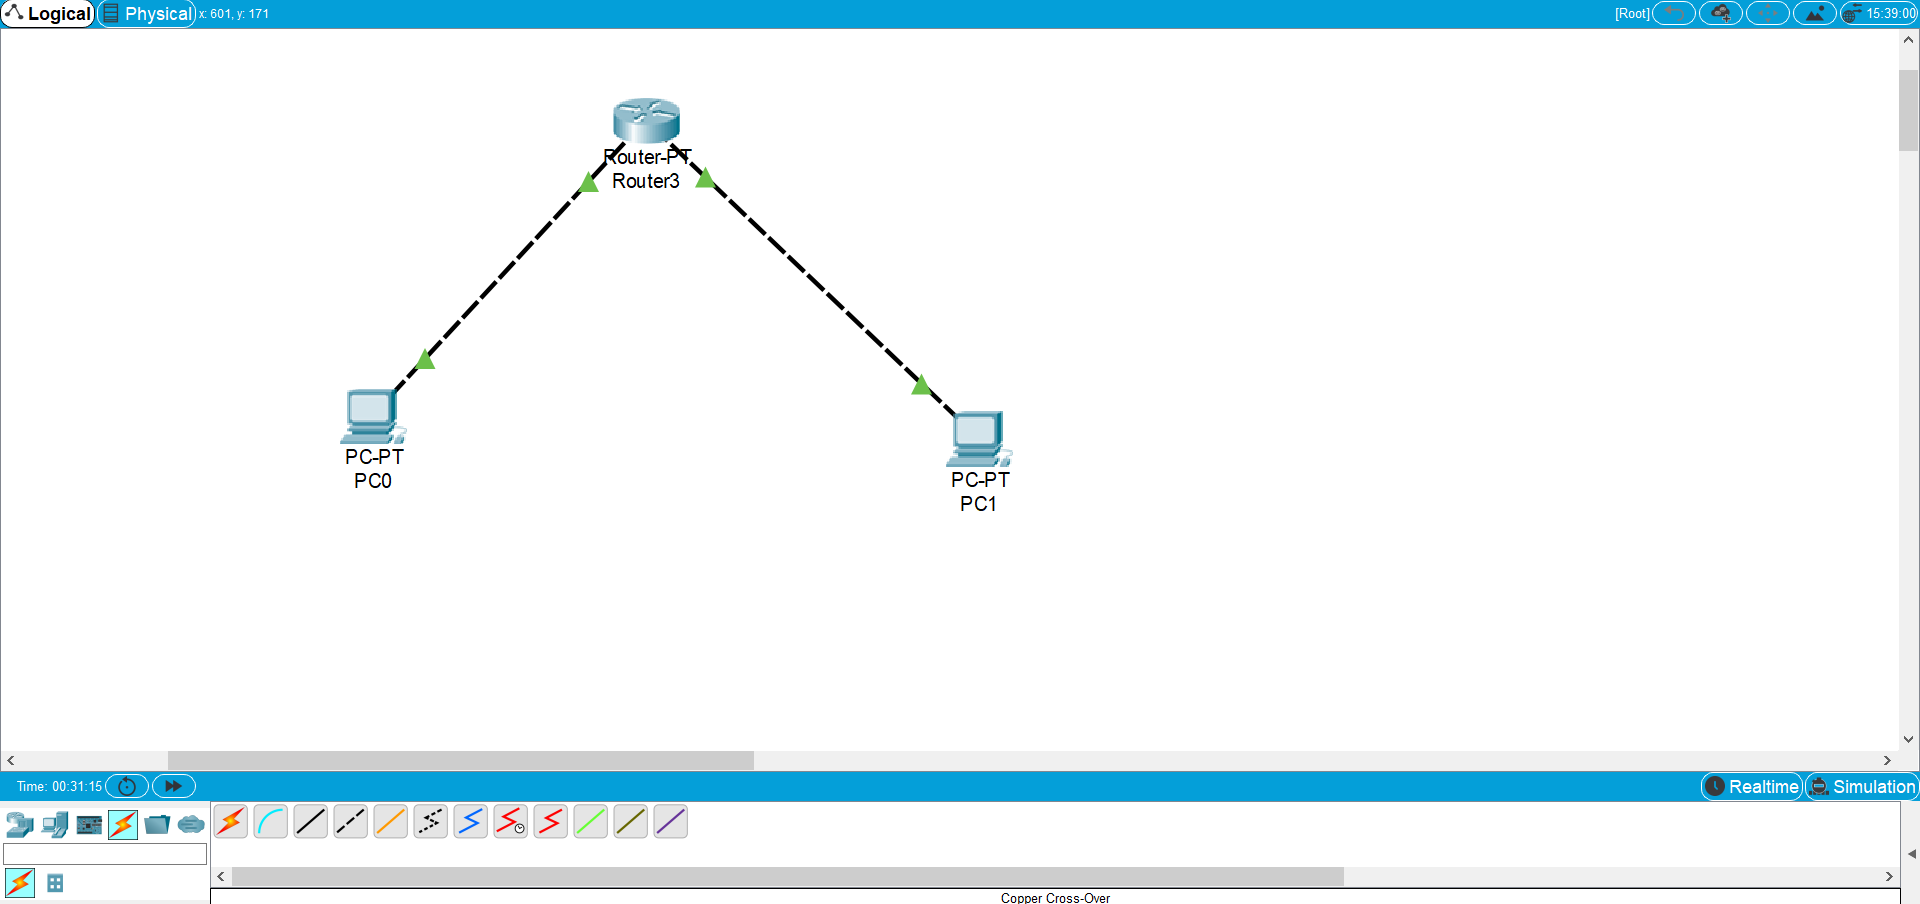 Logical
Physical
x: 601, y: 171
[Root]
15:39:00
Router-PT
Router3
PC-PT
PC0
PC-PT
PC1
Time: 00:31:15
Realtime
Simulation
Copper Cross-Over